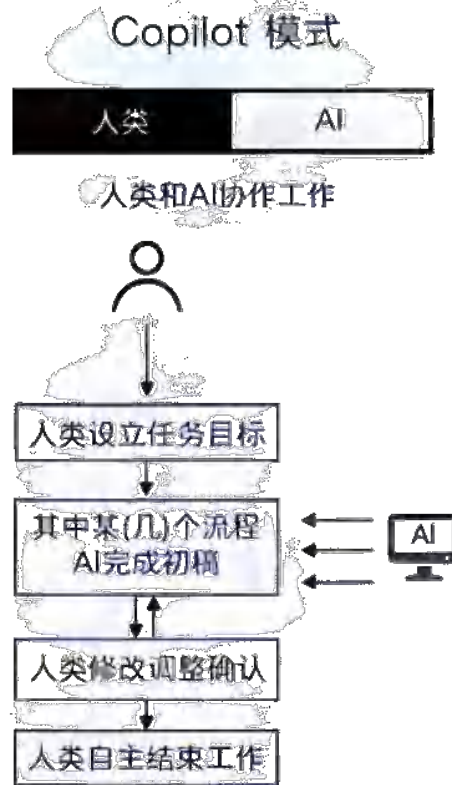 Copilot 模式
人类 AI
人类和AI协作工作
人类设立任务目标
其中某(几)个流程
AI完成初稿
AI
人类修改调整确认
人类自主结束工作